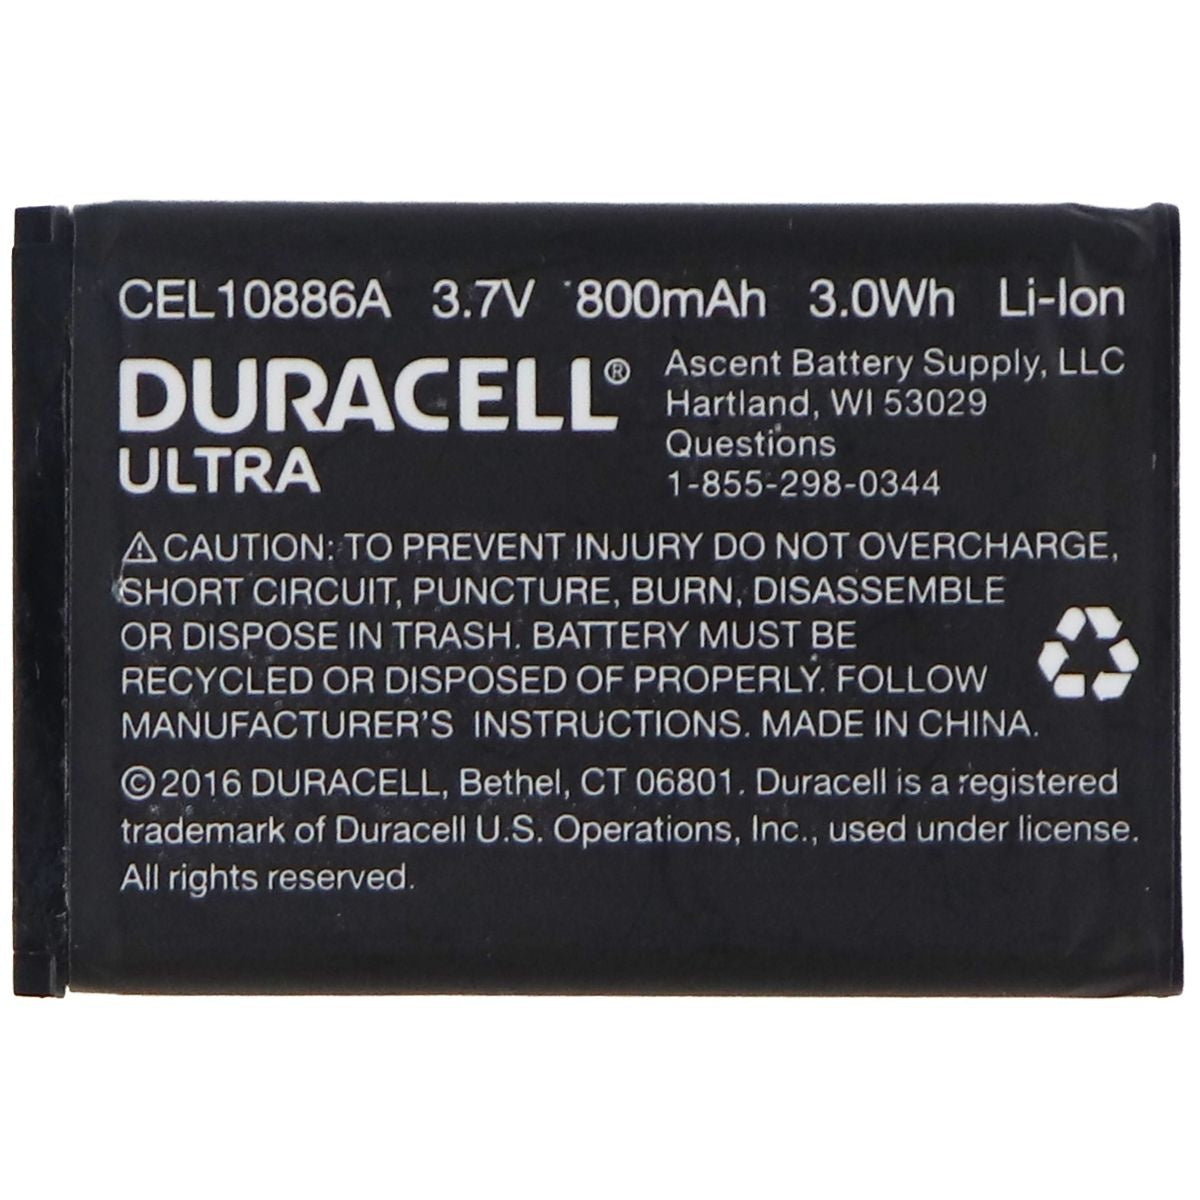 CEL10886A 3.7V 800mAh 3.0Wh Li-Ion
DURACELL®
ULTRA
Ascent Battery Supply, LLC
Hartland, WI 53029
Questions
1-855-298-0344
⚠CAUTION: TO PREVENT INJURY DO NOT OVERCHARGE,
SHORT CIRCUIT, PUNCTURE, BURN, DISASSEMBLE
OR DISPOSE IN TRASH. BATTERY MUST BE
RECYCLED OR DISPOSED OF PROPERLY. FOLLOW
MANUFACTURER'S INSTRUCTIONS. MADE IN CHINA.
©2016 DURACELL, Bethel, CT 06801. Duracell is a registered
trademark of Duracell U.S. Operations, Inc., used under license.
All rights reserved.